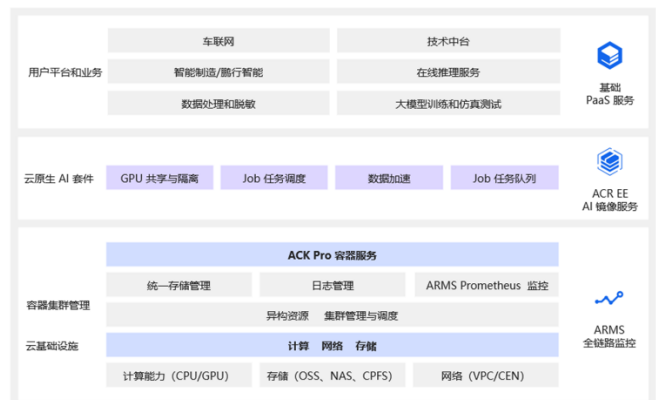 车联网
技术中台
用户平台和业务
智能制造/鹏行智能
在线推理服务
数据处理和脱敏
大模型训练和仿真测试
基础
PaaS 服务
云原生 AI 套件
GPU 共享与隔离
Job 任务调度
数据加速
Job 任务队列
ACR EE
AI 镜像服务
ACK Pro 容器服务
统一存储管理
日志管理
ARMS Prometheus 监控
容器集群管理
异构资源 集群管理与调度
ARMS
全链路监控
云基础设施
计算 网络 存储
计算能力（CPU/GPU）
存储（OSS、NAS、CPFS）
网络（VPC/CEN）